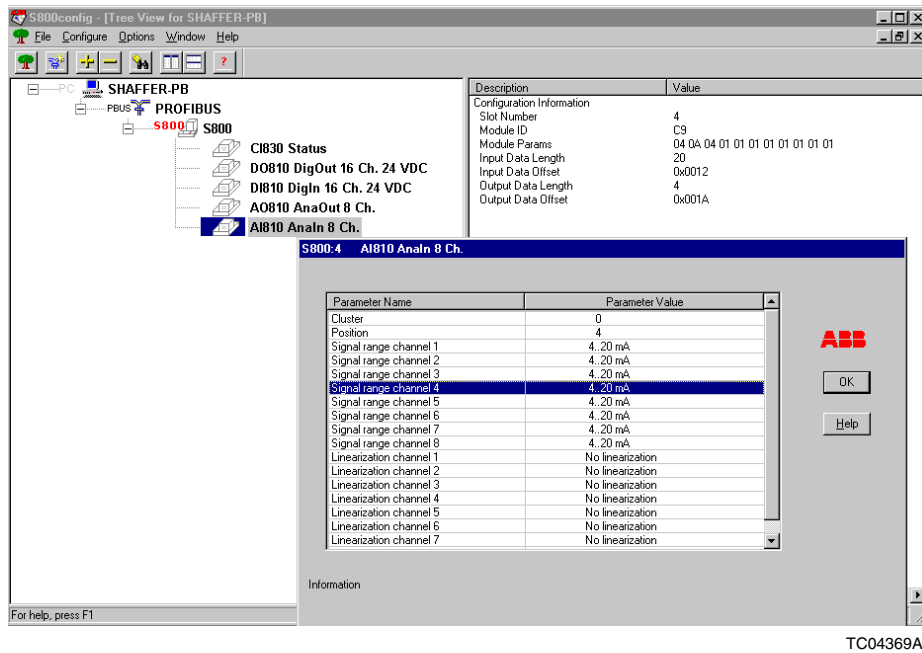 S800config - [Tree View for SHAFFER-PB]
File Configure Options Window Help
PC SHAFFER-PB
PBUS PROFIBUS
S800 S800
CI830 Status
DO810 DigOut 16 Ch. 24 VDC
DI810 DigIn 16 Ch. 24 VDC
AO810 AnaOut 8 Ch.
AI810 AnaIn 8 Ch.
Description Value
Configuration Information
Slot Number 4
Module ID C9
Module Params 04 0A 04 01 01 01 01 01 01 01 01
Input Data Length 20
Input Data Offset 0x0012
Output Data Length 4
Output Data Offset 0x001A
S800:4 AI810 AnaIn 8 Ch.
Parameter Name Parameter Value
Cluster 0
Position 4
Signal range channel 1 4..20 mA
Signal range channel 2 4..20 mA
Signal range channel 3 4..20 mA
Signal range channel 4 4..20 mA
Signal range channel 5 4..20 mA
Signal range channel 6 4..20 mA
Signal range channel 7 4..20 mA
Signal range channel 8 4..20 mA
Linearization channel 1 No linearization
Linearization channel 2 No linearization
Linearization channel 3 No linearization
Linearization channel 4 No linearization
Linearization channel 5 No linearization
Linearization channel 6 No linearization
Linearization channel 7 No linearization
ABB
OK
Help
Information
For help, press F1
TC04369A